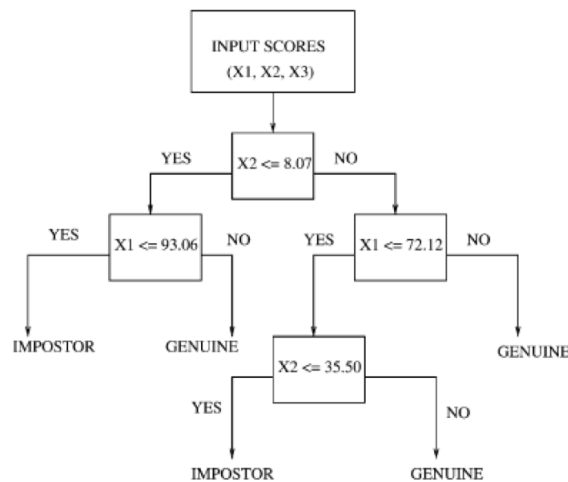 INPUT SCORES
(X1, X2, X3)
YES
X2 <= 8.07
NO
YES
X1 <= 93.06
NO
YES
X1 <= 72.12
NO
IMPOSTOR
GENUINE
GENUINE
X2 <= 35.50
YES
NO
IMPOSTOR
GENUINE